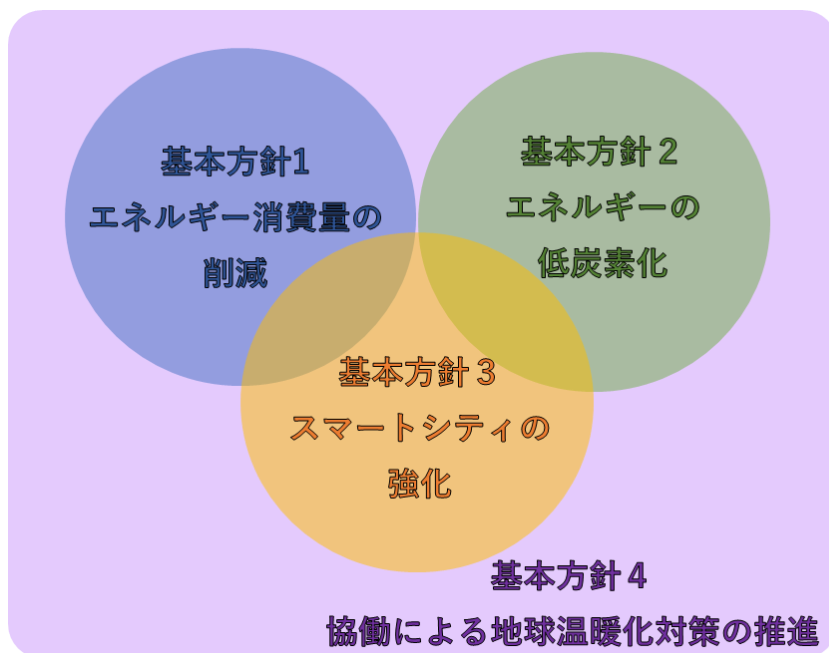 基本方針1
エネルギー消費量の
削減
基本方針２
エネルギーの
低炭素化
基本方針３
スマートシティの
強化
基本方針４
協働による地球温暖化対策の推進